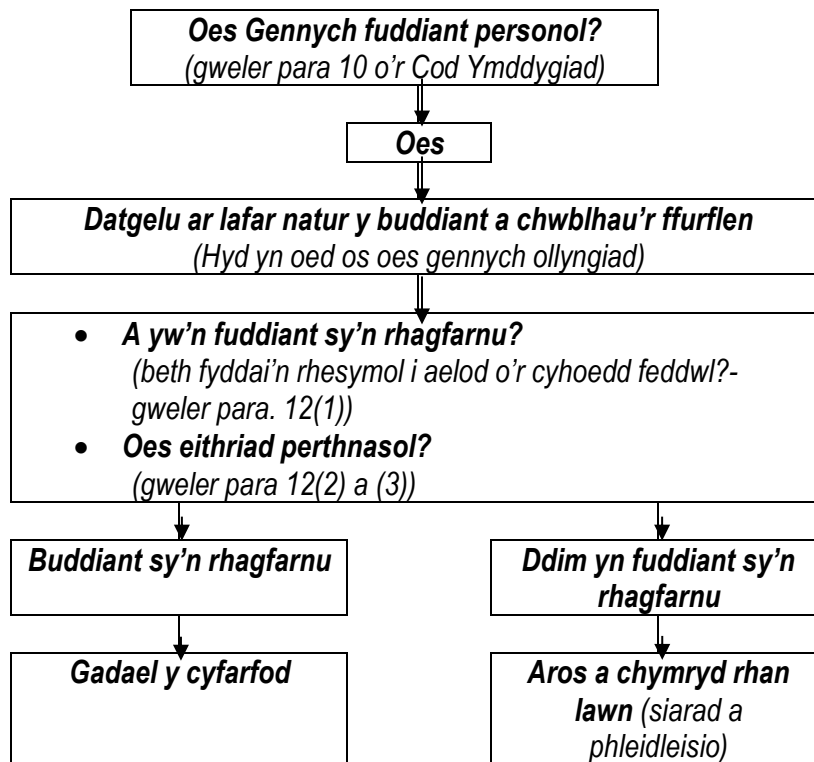 Oes Gennych fuddiant personol?
(gweler para 10 o'r Cod Ymddygiad)
Oes
Datgelu ar lafar natur y buddiant a chwblhau'r ffurflen
(Hyd yn oed os oes gennych ollyngiad)
• A yw'n fuddiant sy'n rhagfarnu?
(beth fyddai'n rhesymol i aelod o'r cyhoedd feddwl?-
gweler para. 12(1))
• Oes eithriad perthnasol?
(gweler para 12(2) a (3))
Buddiant sy'n rhagfarnu
Ddim yn fuddiant sy'n
rhagfarnu
Gadael y cyfarfod
Aros a chymryd rhan
lawn (siarad a
phleidleisio)